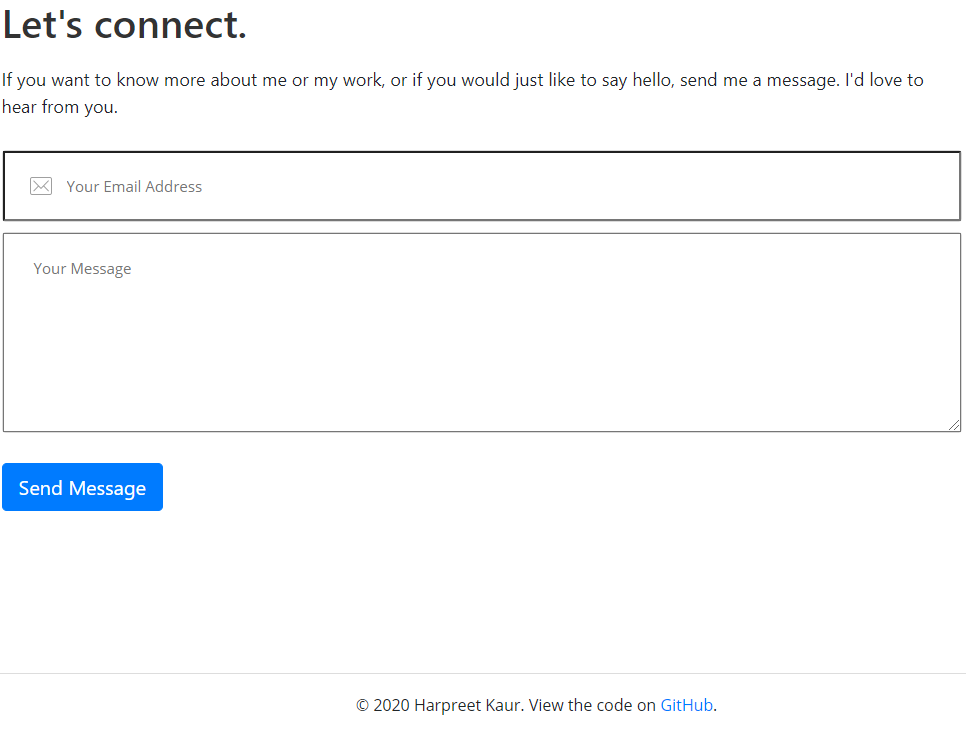 Let's connect.
If you want to know more about me or my work, or if you would just like to say hello, send me a message. I'd love to
hear from you.
Your Email Address
Your Message
Send Message
© 2020 Harpreet Kaur. View the code on GitHub.